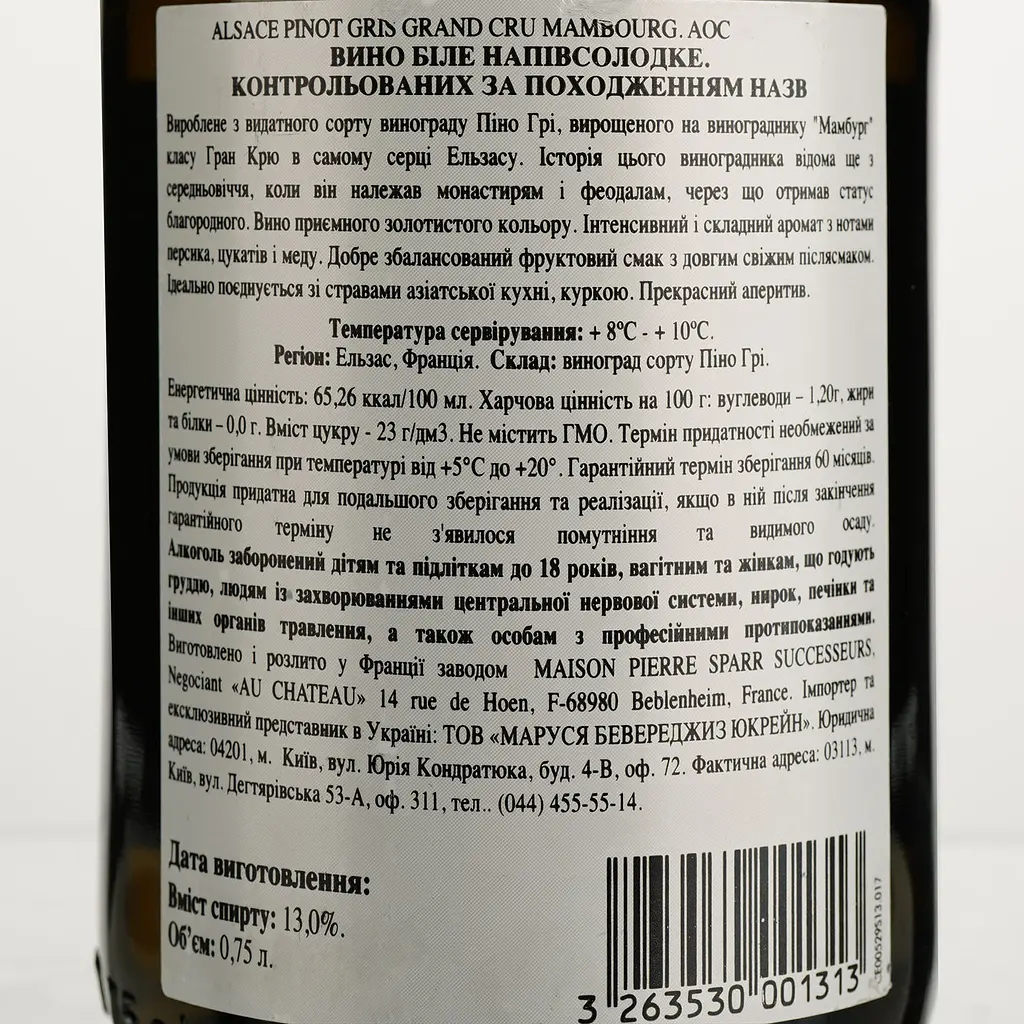 ALSACE PINOT GRIS GRAND CRU MAMBOURG. AOC
ВИНО БІЛЕ НАПІВСОЛОДКЕ.
КОНТРОЛЬОВАНИХ ЗА ПОХОДЖЕННЯМ НАЗВ
Вироблене з видатного сорту винограду Піно Грі, вирощеного на винограднику "Мамбург"
класу Гран Крю в самому серці Ельзасу. Історія цього виноградника відома ще з
середньовіччя, коли він належав монастирям і феодалам, через що отримав статус
благородного. Вино приємного золотистого кольору. Інтенсивний і складний аромат з нотами
персика, цукатів і меду. Добре збалансований фруктовий смак з довгим свіжим післясмаком.
Ідеально поєднується зі стравами азіатської кухні, куркою. Прекрасний аперитив.
Температура сервірування: + 8ºС - + 10ºС.
Регіон: Ельзас, Франція. Склад: виноград сорту Піно Грі.
Енергетична цінність: 65,26 ккал/100 мл. Харчова цінність на 100 г: вуглеводи – 1,20г, жири
та білки – 0,0 г. Вміст цукру - 23 г/дм3. Не містить ГМО. Термін придатності необмежений за
умови зберігання при температурі від +5°С до +20°. Гарантійний термін зберігання 60 місяців.
Продукція придатна для подальшого зберігання та реалізації, якщо в ній після закінчення
гарантійного терміну не з'явилося помутніння та видимого осаду.
Алкоголь заборонений дітям та підліткам до 18 років, вагітним та жінкам, що годують
груддю, людям із захворюваннями центральної нервової системи, нирок, печінки та
інших органів травлення, а також особам з професійними протипоказаннями.
Виготовлено і розлито у Франції заводом MAISON PIERRE SPARR SUCCESSEURS,
Negociant «AU CHATEAU» 14 rue de Hoen, F-68980 Beblenheim, France. Імпортер та
ексклюзивний представник в Україні: ТОВ «МАРУСЯ БЕВЕРЕДЖИЗ ЮКРЕЙН». Юридична
адреса: 04201, м. Київ, вул. Юрія Кондратюка, буд. 4-В, оф. 72. Фактична адреса: 03113, м.
Київ, вул. Дегтярівська 53-А, оф. 311, тел.. (044) 455-55-14.
Дата виготовлення:
Вміст спирту: 13,0%.
Об'єм: 0,75 л.
3 263530 001313